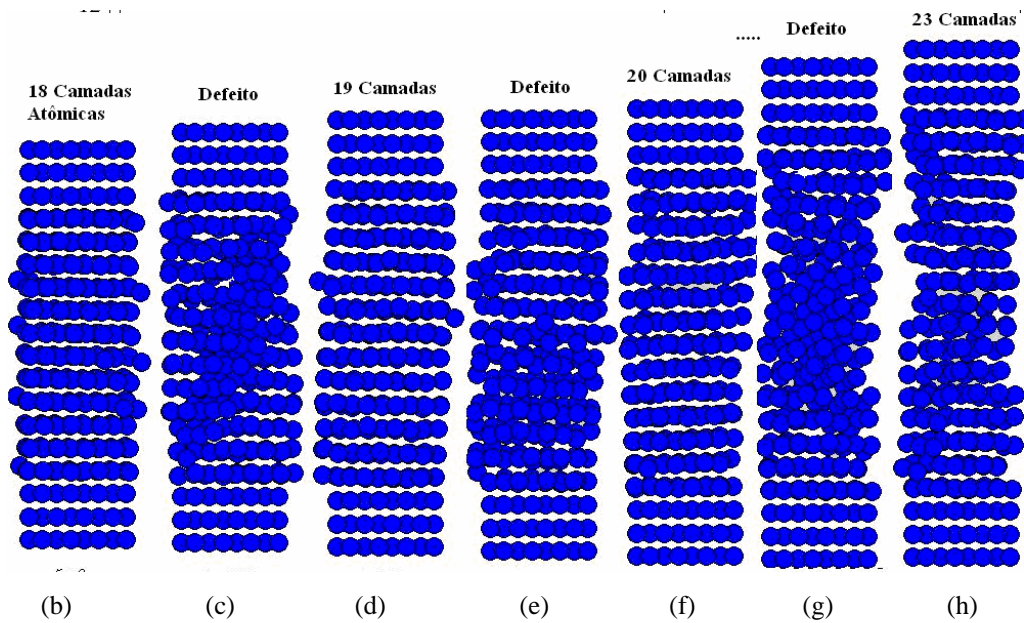 23 Camadas
..... Defeito
20 Camadas
18 Camadas
Atômicas
Defeito
19 Camadas
Defeito
(b) (c) (d) (e) (f) (g) (h)